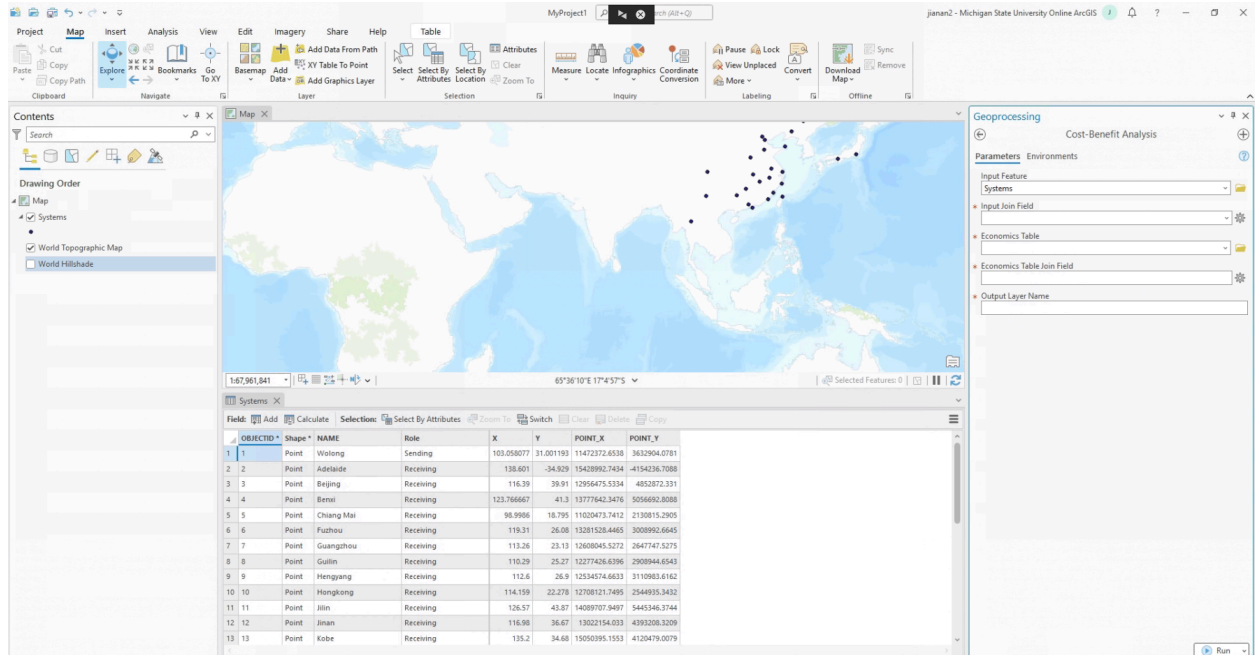 MyProject1
rch (Alt+Q)
jianan2 - Michigan State University Online ArcGIS J ? – X
Project Map Insert Analysis View Edit Imagery Share Help Table
Paste Cut Copy Copy Path
Clipboard
Explore Bookmarks Go To XY
Navigate
Basemap Add Data Add Data From Path XY Table To Point Add Graphics Layer
Layer
Select Select By Attributes Select By Location Attributes Clear Zoom To
Selection
Measure Locate Infographics Coordinate Conversion
Inquiry
Pause Lock View Unplaced More Convert
Labeling
Download Map Sync Remove
Offline
Contents
Search
Drawing Order
Map
Systems
World Topographic Map
World Hillshade
Map
1:67,961,841
65°36'10"E 17°4'57"S
Selected Features: 0
Systems
Field: Add Calculate Selection: Select By Attributes Zoom To Switch Clear Delete Copy
OBJECTID * Shape * NAME Role X Y POINT_X POINT_Y
1 1 Point Wolong Sending 103.058077 31.001193 11472372.6538 3632904.0781
2 2 Point Adelaide Receiving 138.601 -34.929 15428992.7434 -4154236.7088
3 3 Point Beijing Receiving 116.39 39.91 12956475.5334 4852872.331
4 4 Point Benxi Receiving 123.766667 41.3 13777642.3476 5056692.8088
5 5 Point Chiang Mai Receiving 98.9986 18.795 11020473.7412 2130815.2905
6 6 Point Fuzhou Receiving 119.31 26.08 13281528.4465 3008992.6645
7 7 Point Guangzhou Receiving 113.26 23.13 12608045.5272 2647747.5275
8 8 Point Guilin Receiving 110.29 25.27 12277426.6396 2908944.6543
9 9 Point Hengyang Receiving 112.6 26.9 12534574.6633 3110983.6162
10 10 Point Hongkong Receiving 114.159 22.278 12708121.7495 2544935.3432
11 11 Point Jilin Receiving 126.57 43.87 14089707.9497 5445346.3744
12 12 Point Jinan Receiving 116.98 36.67 13022154.033 4393208.3209
13 13 Point Kobe Receiving 135.2 34.68 15050395.1553 4120479.0079
Geoprocessing
Cost-Benefit Analysis
Parameters Environments ?
Input Feature
Systems
* Input Join Field
* Economics Table
* Economics Table Join Field
* Output Layer Name
Run